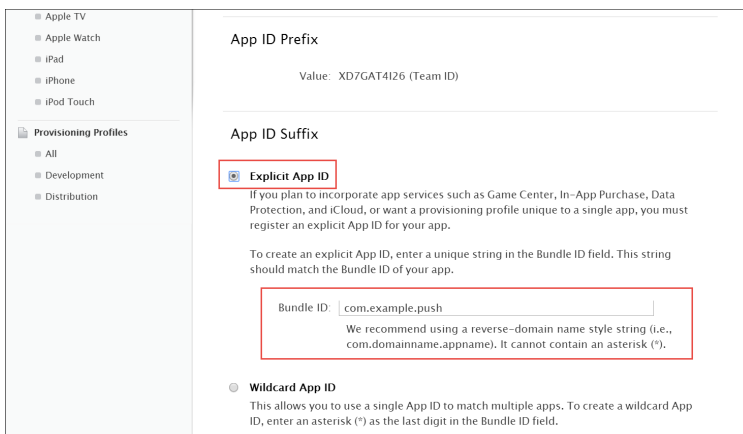 Apple TV
Apple Watch
iPad
iPhone
iPod Touch
Provisioning Profiles
All
Development
Distribution
App ID Prefix
Value: XD7GAT4I26 (Team ID)
App ID Suffix
Explicit App ID
If you plan to incorporate app services such as Game Center, In-App Purchase, Data
Protection, and iCloud, or want a provisioning profile unique to a single app, you must
register an explicit App ID for your app.
To create an explicit App ID, enter a unique string in the Bundle ID field. This string
should match the Bundle ID of your app.
Bundle ID: com.example.push
We recommend using a reverse-domain name style string (i.e.,
com.domainname.appname). It cannot contain an asterisk (*).
Wildcard App ID
This allows you to use a single App ID to match multiple apps. To create a wildcard App
ID, enter an asterisk (*) as the last digit in the Bundle ID field.